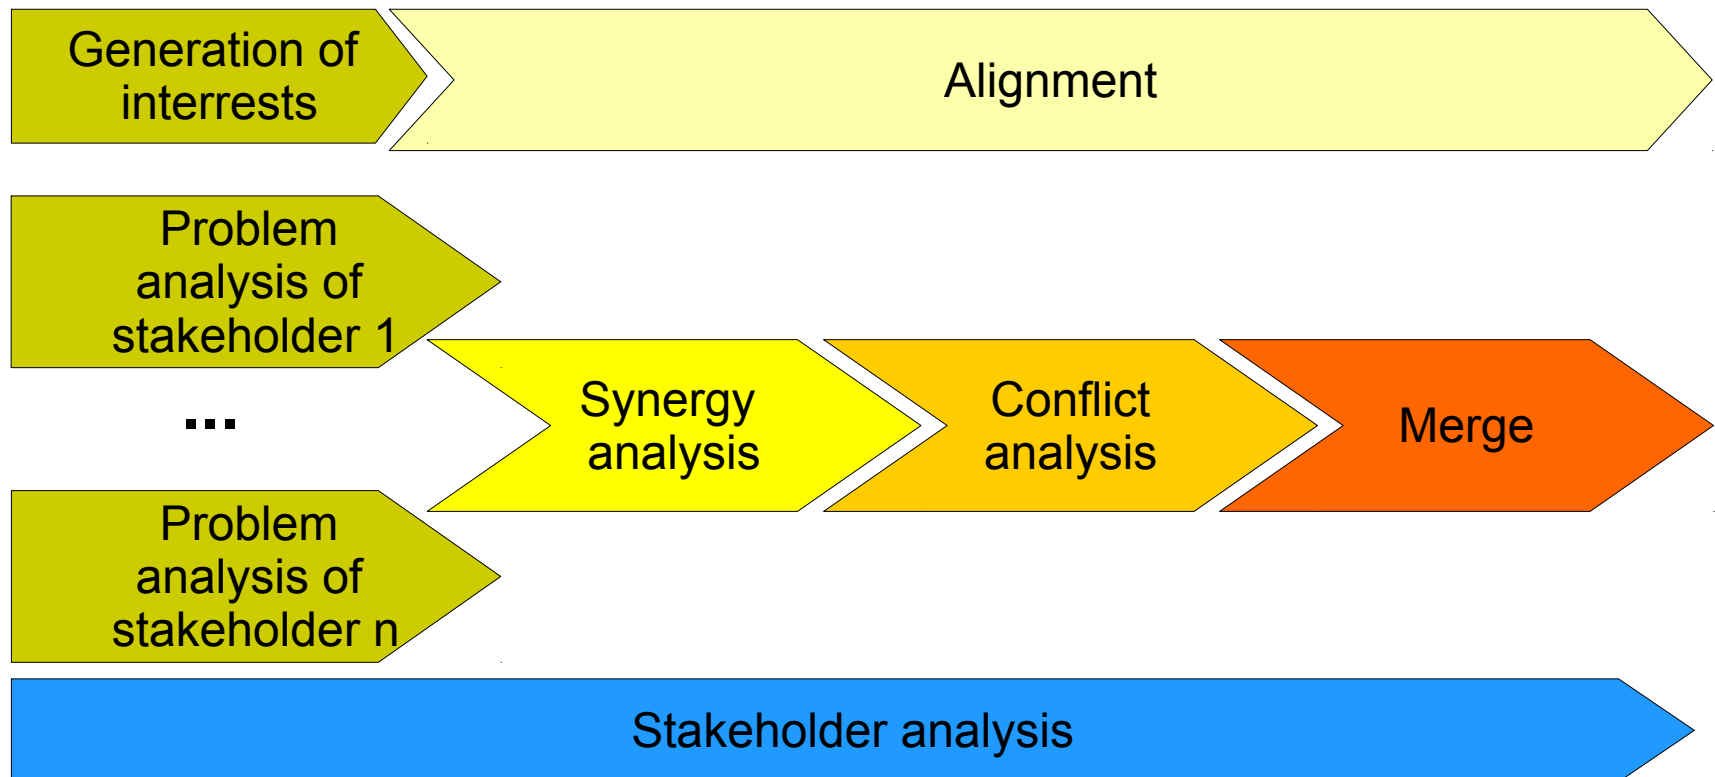 Generation of
interrests
Alignment
Problem
analysis of
stakeholder 1
...
Synergy
analysis
Conflict
analysis
Merge
Problem
analysis of
stakeholder n
Stakeholder analysis